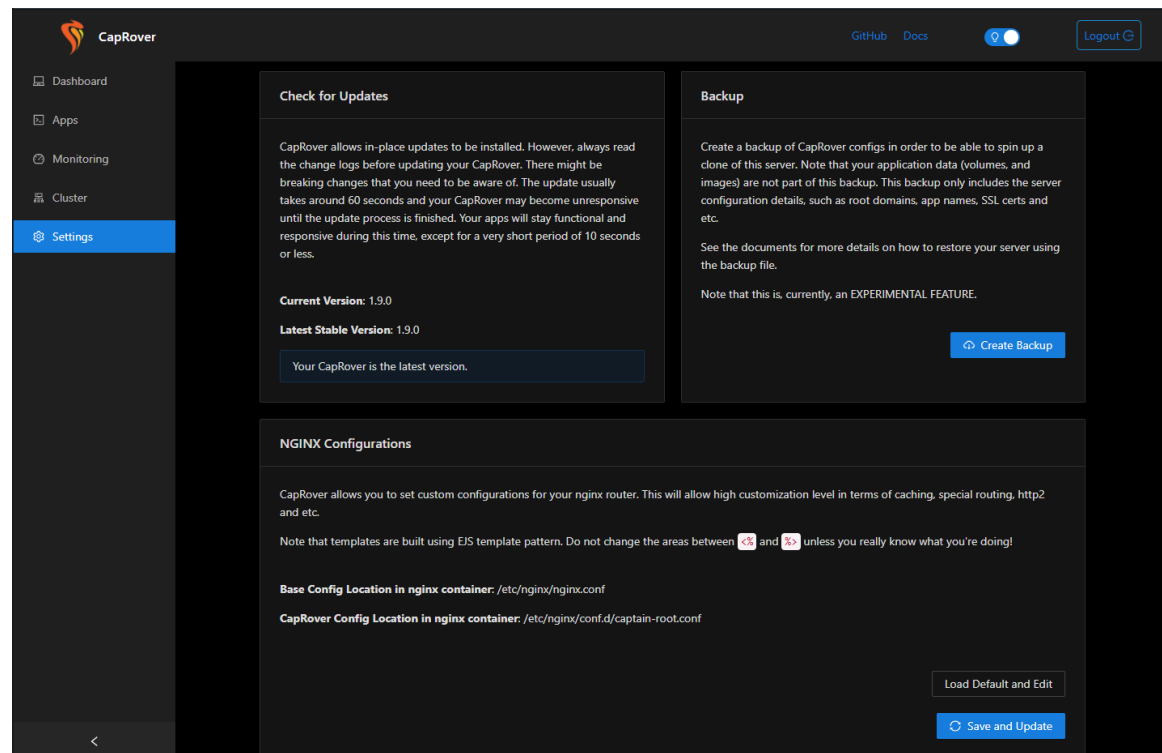 CapRover
GitHub Docs
Logout
Dashboard
Apps
Monitoring
Cluster
Settings
Check for Updates
CapRover allows in-place updates to be installed. However, always read
the change logs before updating your CapRover. There might be
breaking changes that you need to be aware of. The update usually
takes around 60 seconds and your CapRover may become unresponsive
until the update process is finished. Your apps will stay functional and
responsive during this time, except for a very short period of 10 seconds
or less.
Current Version: 1.9.0
Latest Stable Version: 1.9.0
Your CapRover is the latest version.
Backup
Create a backup of CapRover configs in order to be able to spin up a
clone of this server. Note that your application data (volumes, and
images) are not part of this backup. This backup only includes the server
configuration details, such as root domains, app names, SSL certs and
etc.
See the documents for more details on how to restore your server using
the backup file.
Note that this is, currently, an EXPERIMENTAL FEATURE.
Create Backup
NGINX Configurations
CapRover allows you to set custom configurations for your nginx router. This will allow high customization level in terms of caching, special routing, http2
and etc.
Note that templates are built using EJS template pattern. Do not change the areas between <% and %> unless you really know what you're doing!
Base Config Location in nginx container: /etc/nginx/nginx.conf
CapRover Config Location in nginx container: /etc/nginx/conf.d/captain-root.conf
Load Default and Edit
Save and Update